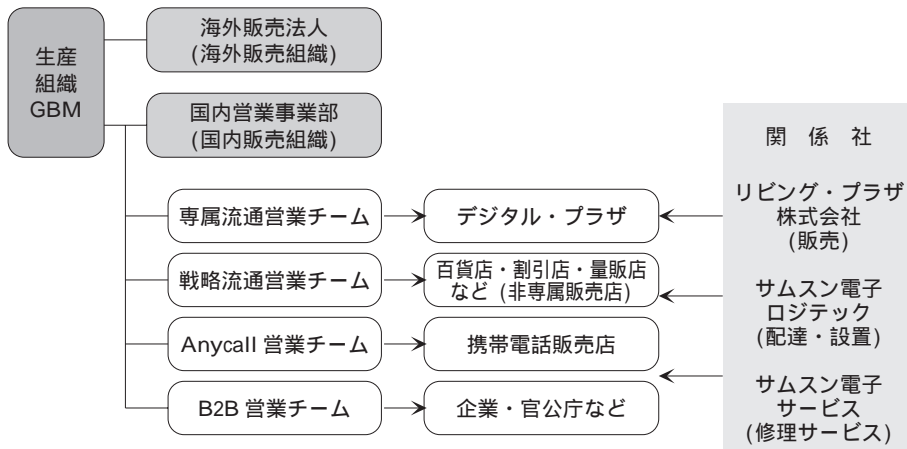 生産
組織
GBM
海外販売法人
(海外販売組織)
国内営業事業部
(国内販売組織)
専属流通営業チーム
デジタル・プラザ
戦略流通営業チーム
百貨店・割引店・量販店
など (非専属販売店)
Anycall 営業チーム
携帯電話販売店
B2B 営業チーム
企業・官公庁など
関 係 社
リビング・プラザ
株式会社
(販売)
サムスン電子
ロジテック
(配達・設置)
サムスン電子
サービス
(修理サービス)